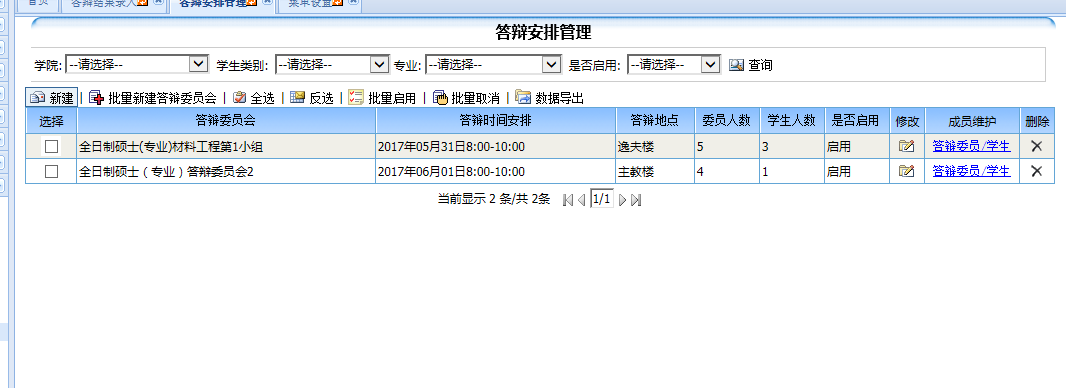 首页 答辩结果录入 答辩安排管理 菜单设置
答辩安排管理
学院: --请选择-- 学生类别: --请选择-- 专业: --请选择-- 是否启用: --请选择-- 查询
新建 | 批量新建答辩委员会 | 全选 | 反选 | 批量启用 | 批量取消 | 数据导出
选择 答辩委员会 答辩时间安排 答辩地点 委员人数 学生人数 是否启用 修改 成员维护 删除
全日制硕士(专业)材料工程第1小组 2017年05月31日8:00-10:00 逸夫楼 5 3 启用 答辩委员/学生
全日制硕士（专业）答辩委员会2 2017年06月01日8:00-10:00 主教楼 4 1 启用 答辩委员/学生
当前显示 2 条/共 2条 1/1